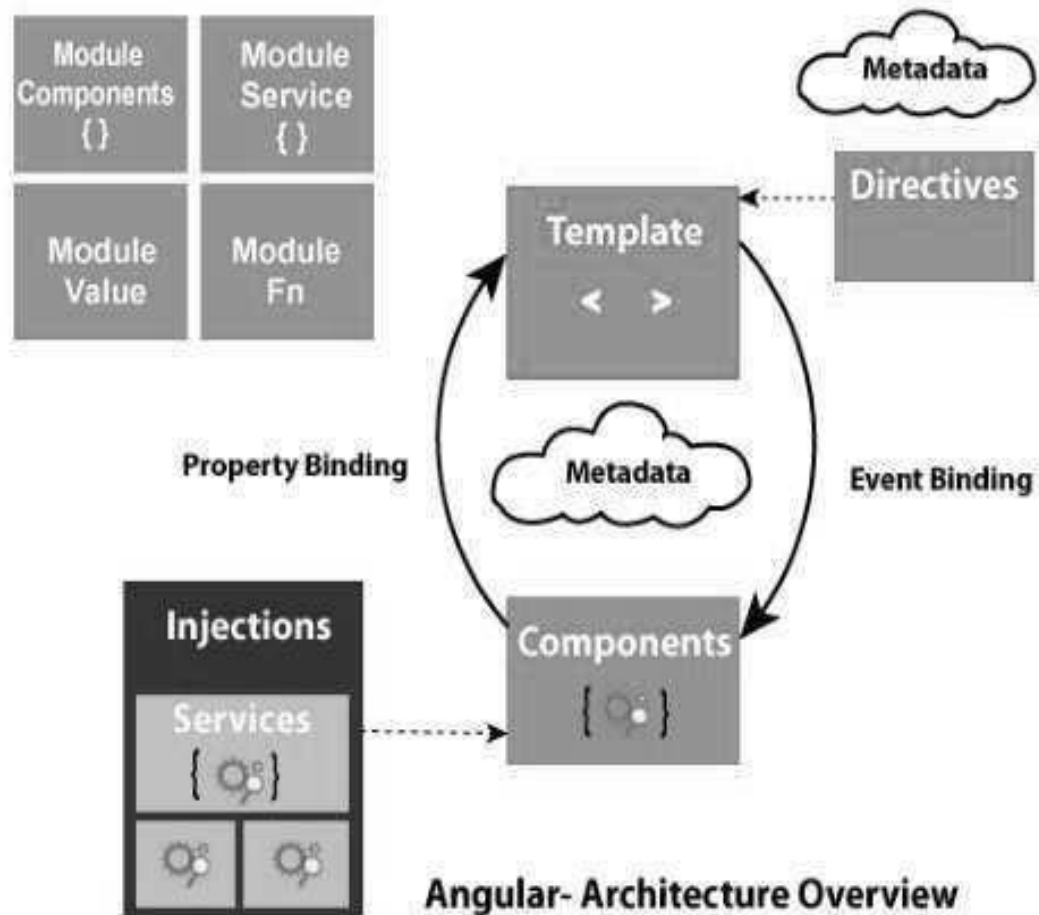 Module
Components
{ }
Module
Service
{ }
Module
Value
Module
Fn
Metadata
Directives
Template
< >
Property Binding
Metadata
Event Binding
Injections
Services
{ }
Components
{ }
Angular- Architecture Overview